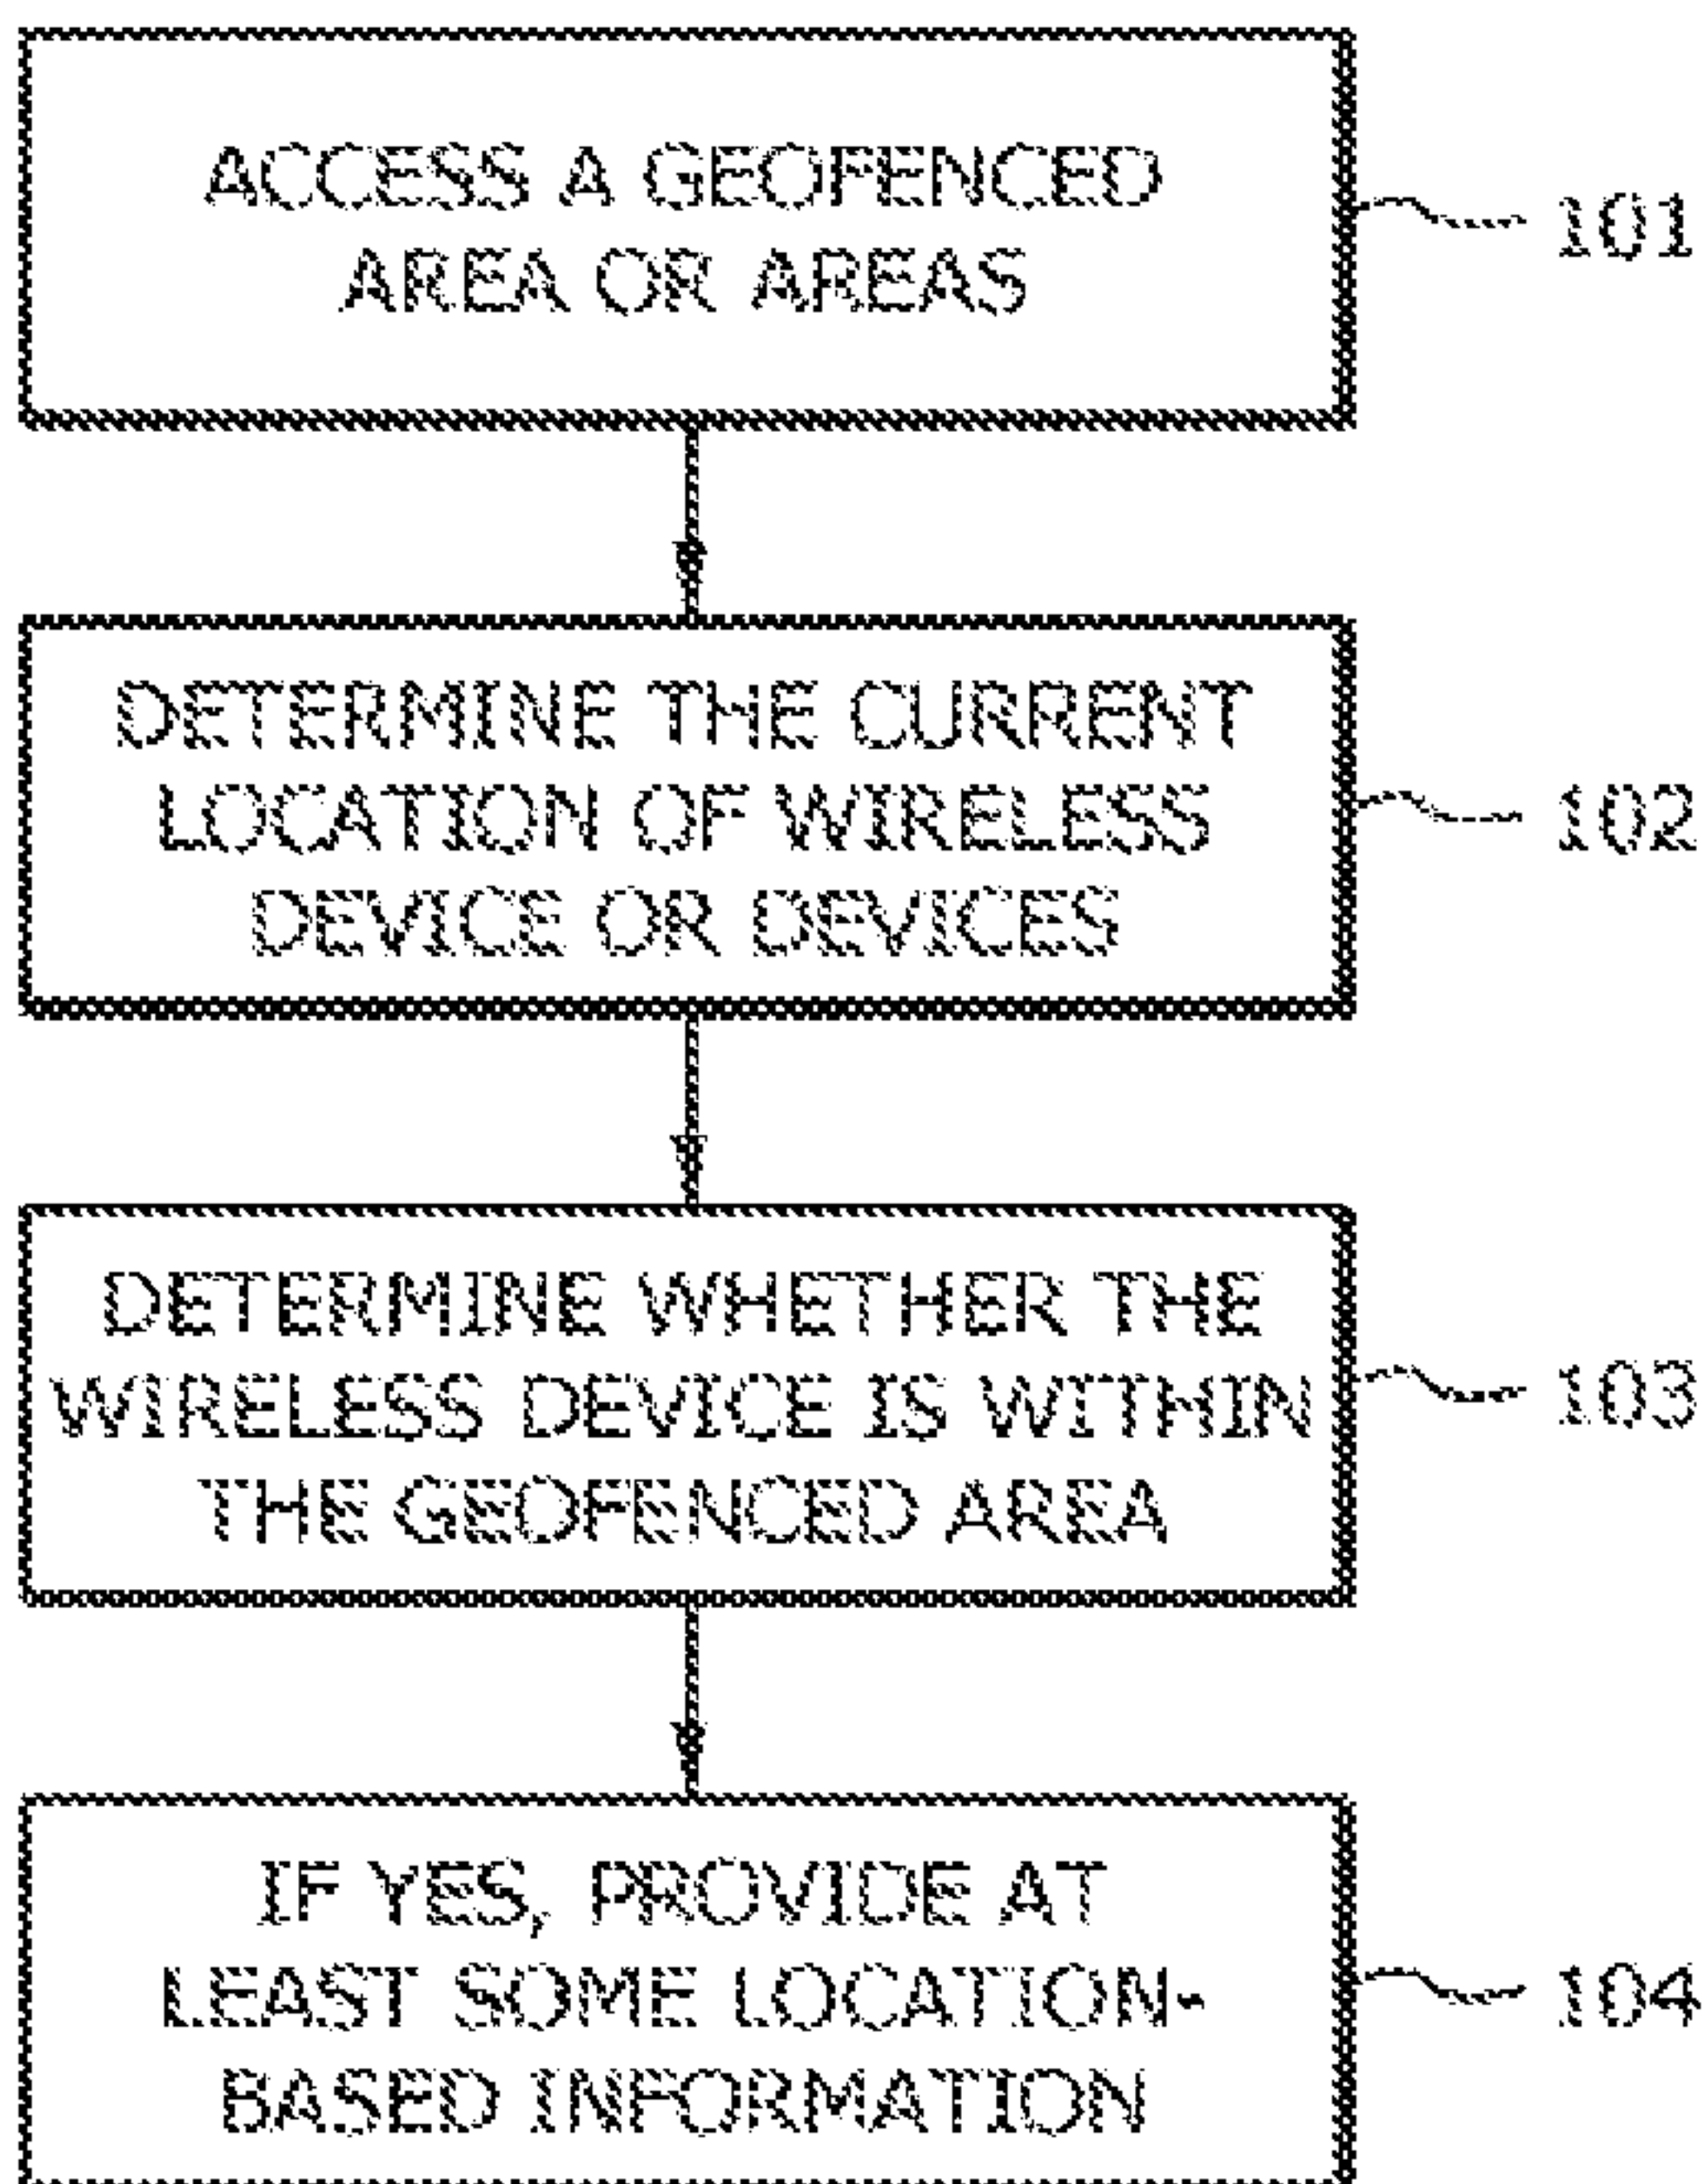 ACCESS A GEOFENCED
AREA OR AREAS
101
DETERMINE THE CURRENT
LOCATION OF WIRELESS
DEVICE OR DEVICES
102
DETERMINE WHETHER THE
WIRELESS DEVICE IS WITHIN
THE GEOFENCED AREA
103
IF YES, PROVIDE AT
LEAST SOME LOCATION-
BASED INFORMATION
104